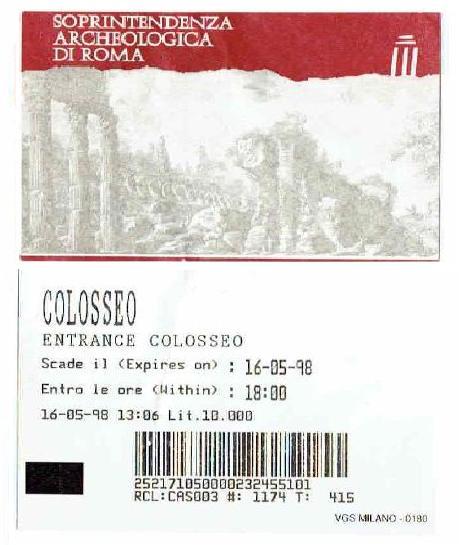 SOPRINTENDENZA
ARCHEOLOGICA
DI ROMA
COLOSSEO
ENTRANCE COLOSSEO
Scade il (Expires on) : 16-05-98
Entro le ore (Within) : 18:00
16-05-98 13:06 Lit.10.000
2521710500000232455101
RCL:CAS003 #: 1174 T: 415
VGS MILANO - 0180